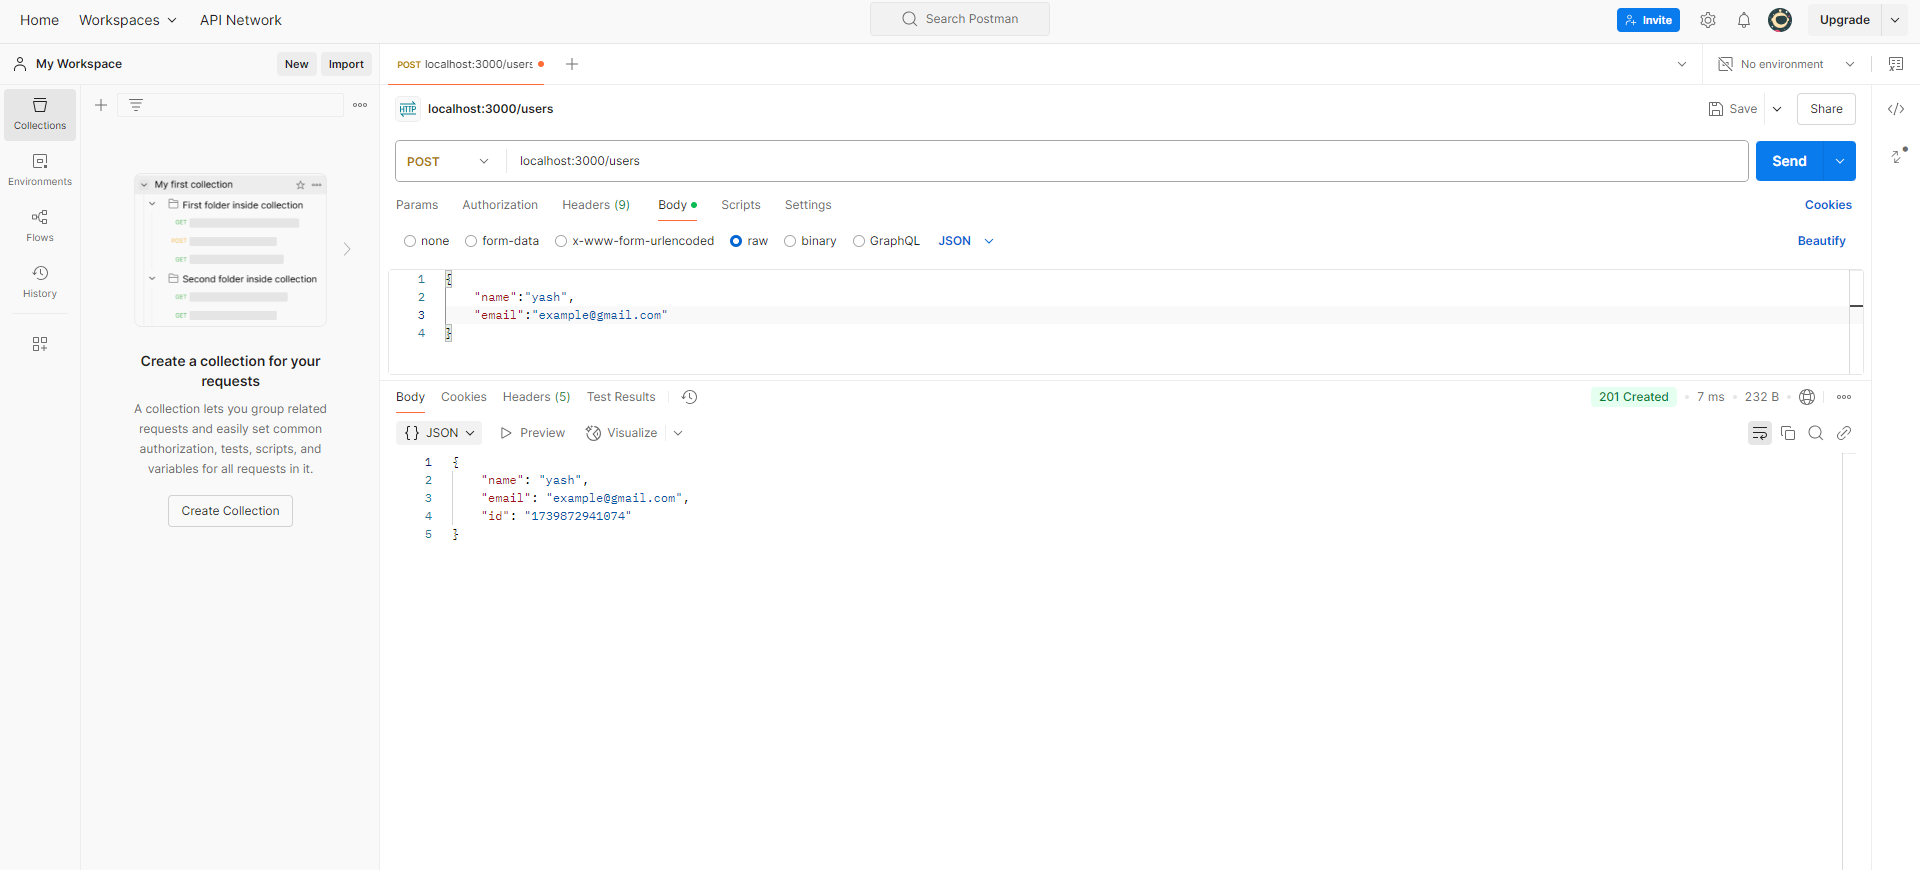 Home Workspaces API Network Search Postman Invite Upgrade
My Workspace New Import POST localhost:3000/users No environment
Collections
Environments
Flows
History
My first collection
First folder inside collection
GET
POST
GET
Second folder inside collection
GET
GET
Create a collection for your
requests
A collection lets you group related
requests and easily set common
authorization, tests, scripts, and
variables for all requests in it.
Create Collection
HTTP localhost:3000/users Save Share
POST localhost:3000/users Send
Params Authorization Headers (9) Body Scripts Settings Cookies
none form-data x-www-form-urlencoded raw binary GraphQL JSON Beautify
1 {
2 "name":"yash",
3 "email":"example@gmail.com"
4 }
Body Cookies Headers (5) Test Results 201 Created 7 ms 232 B
{} JSON Preview Visualize
1 {
2 "name": "yash",
3 "email": "example@gmail.com",
4 "id": "1739872941074"
5 }